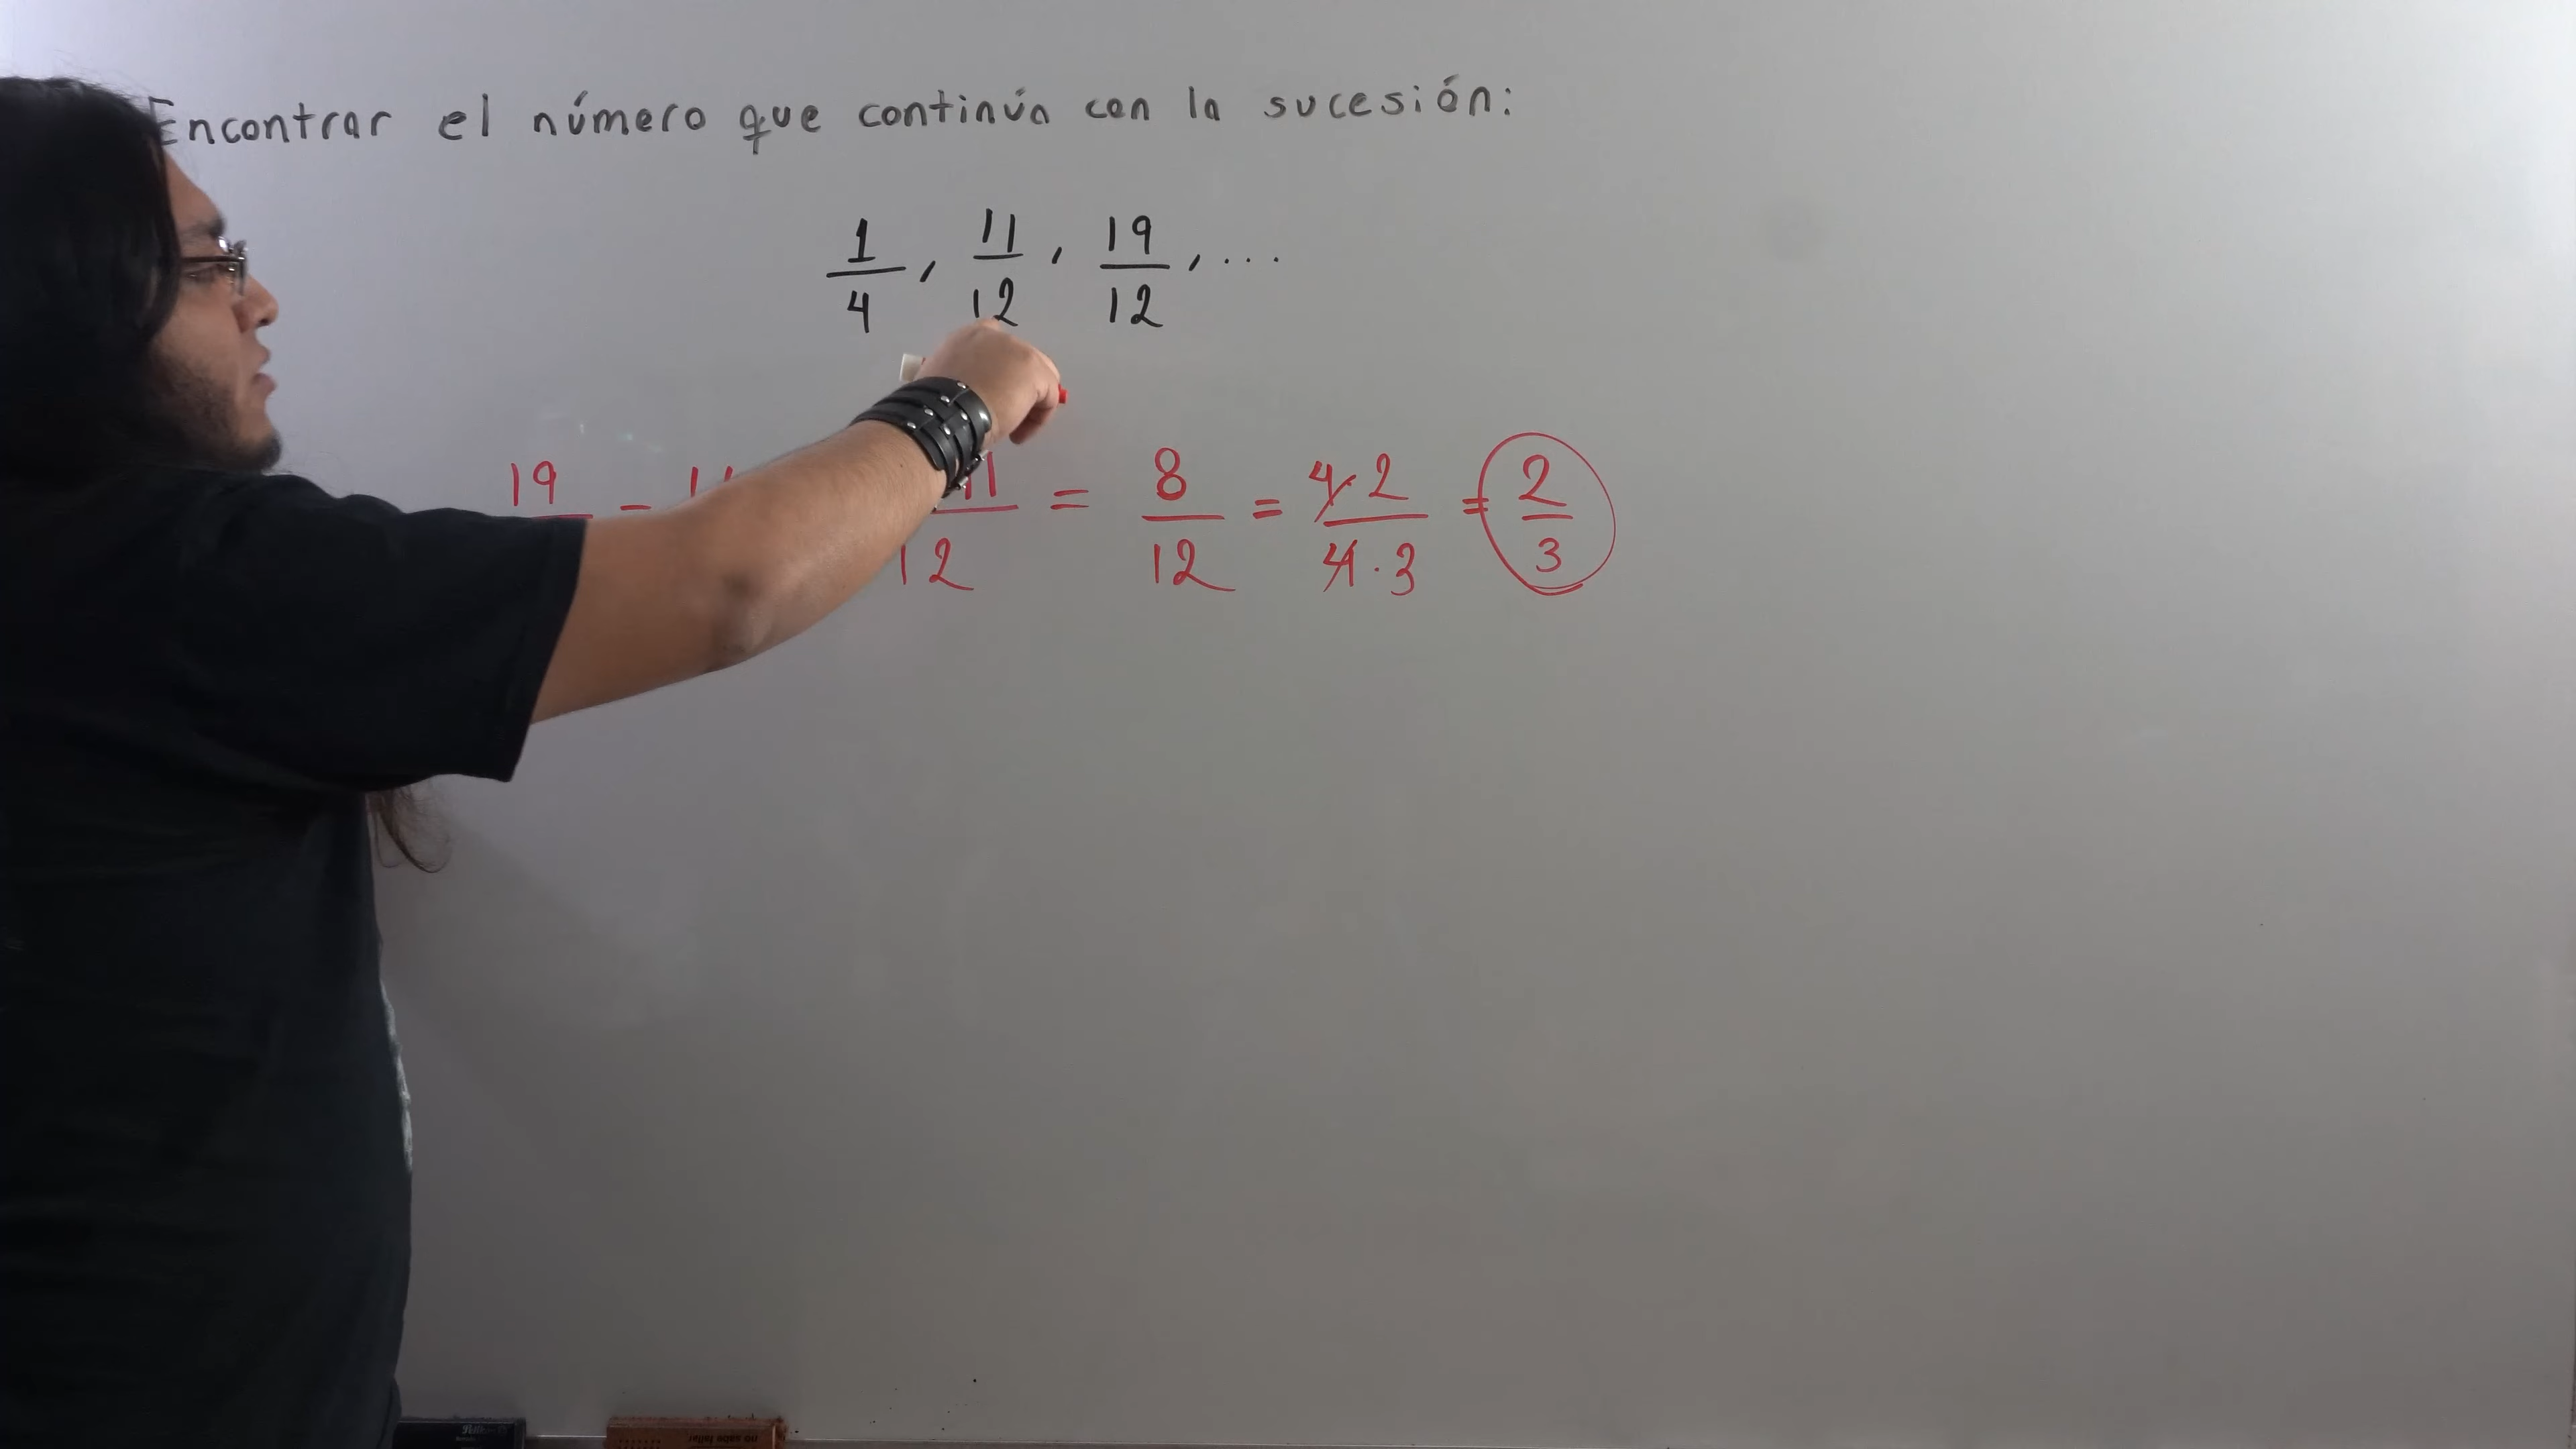 Encontrar el número que continúa con la sucesión:
1/4 , 11/12 , 19/12 , ...
19 - 11/12 = 8/12 = 4·2/4·3 = 2/3